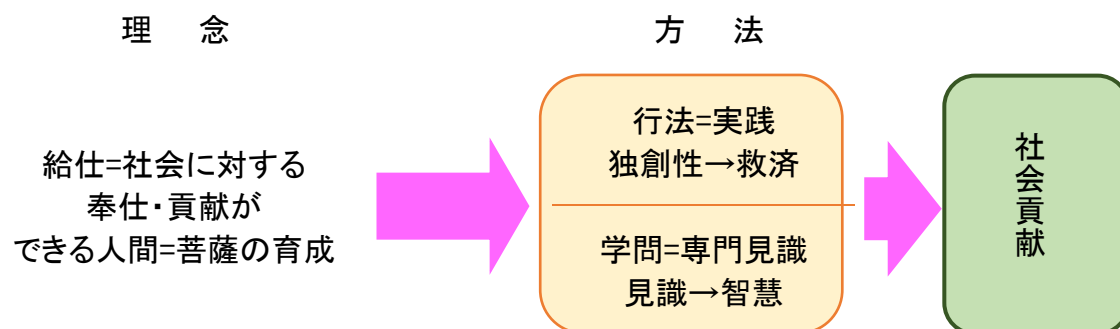 理　念
方　法
給仕=社会に対する
奉仕・貢献が
できる人間=菩薩の育成
行法=実践
独創性→救済
学問=専門見識
見識→智慧
社会貢献